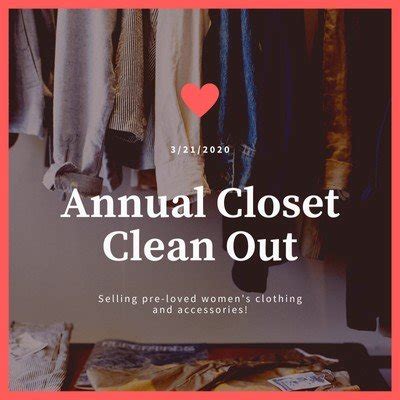 3/21/2020
Annual Closet
Clean Out
Selling pre-loved women's clothing
and accessories!